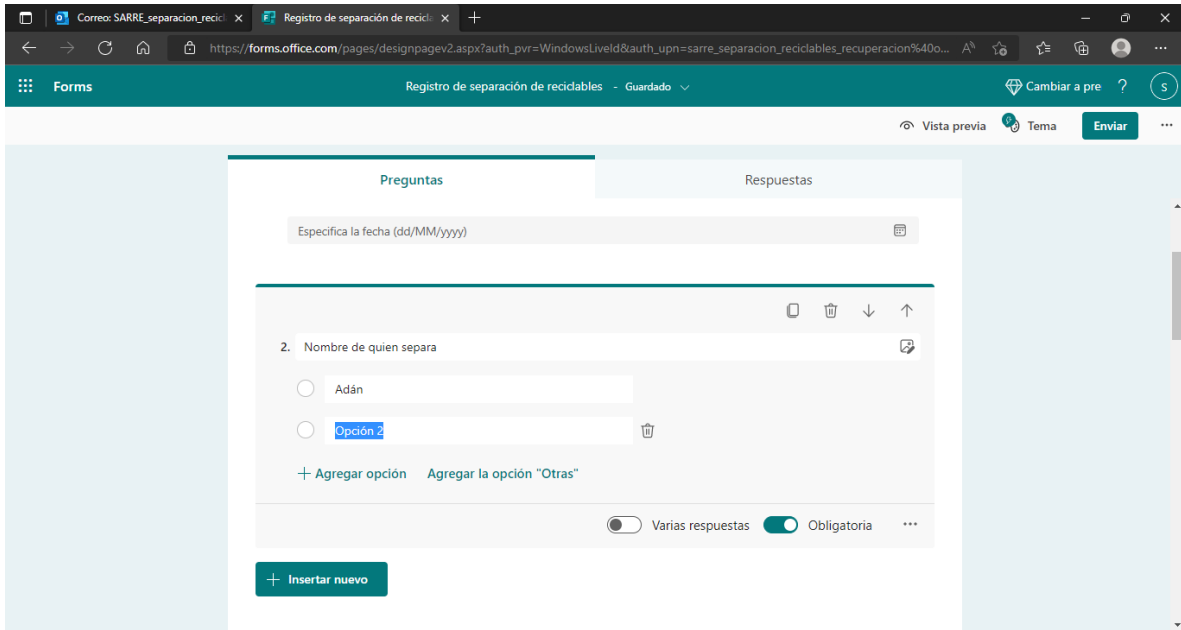 Correo: SARRE_separacion_recicl
Registro de separación de recicla
https://forms.office.com/pages/designpagev2.aspx?auth_pvr=WindowsLiveId&auth_upn=sarre_separacion_reciclables_recuperacion%40o...
Forms
Registro de separación de reciclables - Guardado
Cambiar a pre
?
S
Vista previa
Tema
Enviar
Preguntas
Respuestas
Especifica la fecha (dd/MM/yyyy)
2. Nombre de quien separa
Adán
Opción 2
+ Agregar opción
Agregar la opción "Otras"
Varias respuestas
Obligatoria
+ Insertar nuevo